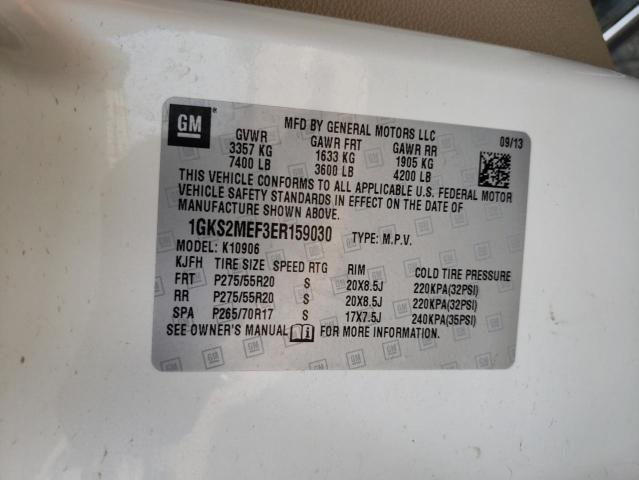 GM
MFD BY GENERAL MOTORS LLC
09/13
GVWR GAWR FRT GAWR RR
3357 KG 1633 KG 1905 KG
7400 LB 3600 LB 4200 LB
THIS VEHICLE CONFORMS TO ALL APPLICABLE U.S. FEDERAL MOTOR
VEHICLE SAFETY STANDARDS IN EFFECT ON THE DATE OF
MANUFACTURE SHOWN ABOVE.
1GKS2MEF3ER159030 TYPE: M.P.V.
MODEL: K10906
KJFH TIRE SIZE SPEED RTG RIM COLD TIRE PRESSURE
FRT P275/55R20 S 20X8.5J 220KPA(32PSI)
RR P275/55R20 S 20X8.5J 220KPA(32PSI)
SPA P265/70R17 S 17X7.5J 240KPA(35PSI)
SEE OWNER'S MANUAL FOR MORE INFORMATION.